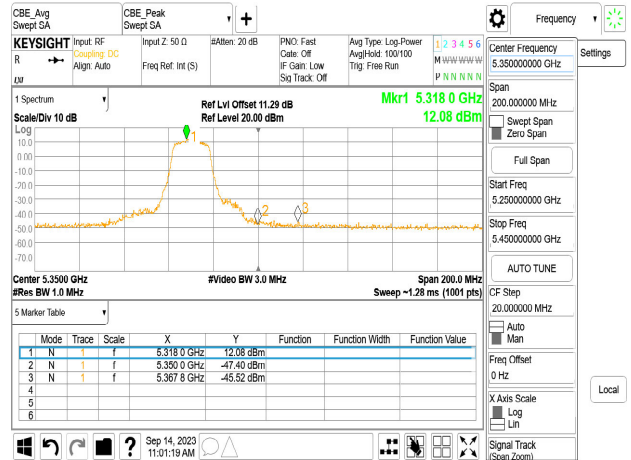 CBE_Avg
Swept SA
CBE_Peak
Swept SA
KEYSIGHT
R
Input: RF
Coupling: DC
Align: Auto
Input Z: 50 Ω
Freq Ref: Int (S)
#Atten: 20 dB
PNO: Fast
Gate: Off
IF Gain: Low
Sig Track: Off
Avg Type: Log-Power
Avg|Hold: 100/100
Trig: Free Run
1 2 3 4 5 6
M W W W W W
P N N N N N
1 Spectrum
Scale/Div 10 dB
Ref Lvl Offset 11.29 dB
Ref Level 20.00 dBm
Mkr1 5.318 0 GHz
12.08 dBm
Log
10.0
0.00
-10.0
-20.0
-30.0
-40.0
-50.0
-60.0
-70.0
1
2
3
Center 5.3500 GHz
#Res BW 1.0 MHz
#Video BW 3.0 MHz
Span 200.0 MHz
Sweep ~1.28 ms (1001 pts)
5 Marker Table
Mode Trace Scale X Y Function Function Width Function Value
1 N 1 f 5.318 0 GHz 12.08 dBm
2 N 1 f 5.350 0 GHz -47.40 dBm
3 N 1 f 5.367 8 GHz -45.52 dBm
4
5
6
?
Sep 14, 2023
11:01:19 AM
Frequency
Settings
Center Frequency
5.350000000 GHz
Span
200.000000 MHz
Swept Span
Zero Span
Full Span
Start Freq
5.250000000 GHz
Stop Freq
5.450000000 GHz
AUTO TUNE
CF Step
20.000000 MHz
Auto
Man
Freq Offset
0 Hz
X Axis Scale
Log
Lin
Signal Track
(Span Zoom)
Local